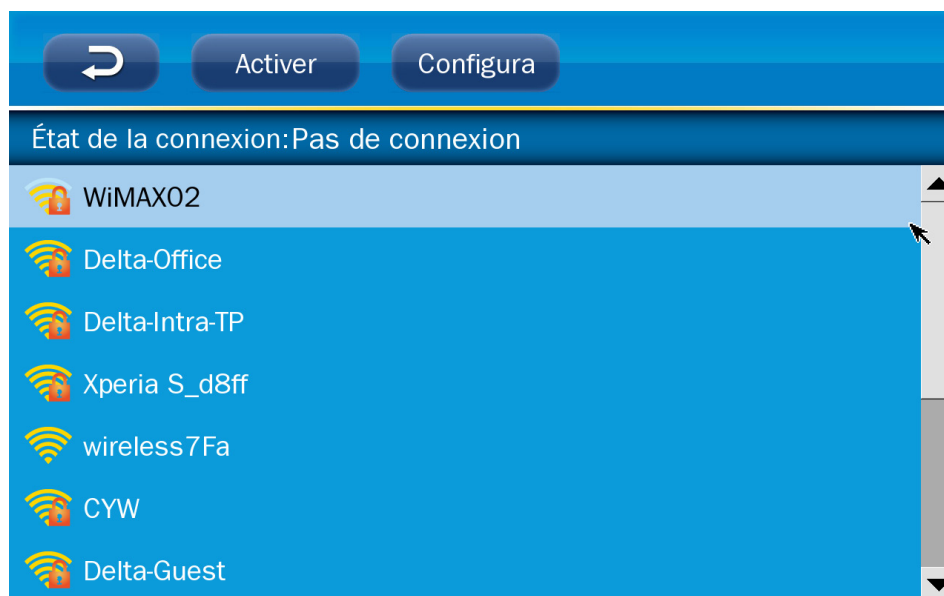 Activer Configura
État de la connexion:Pas de connexion
WiMAX02
Delta-Office
Delta-Intra-TP
Xperia S_d8ff
wireless7Fa
CYW
Delta-Guest